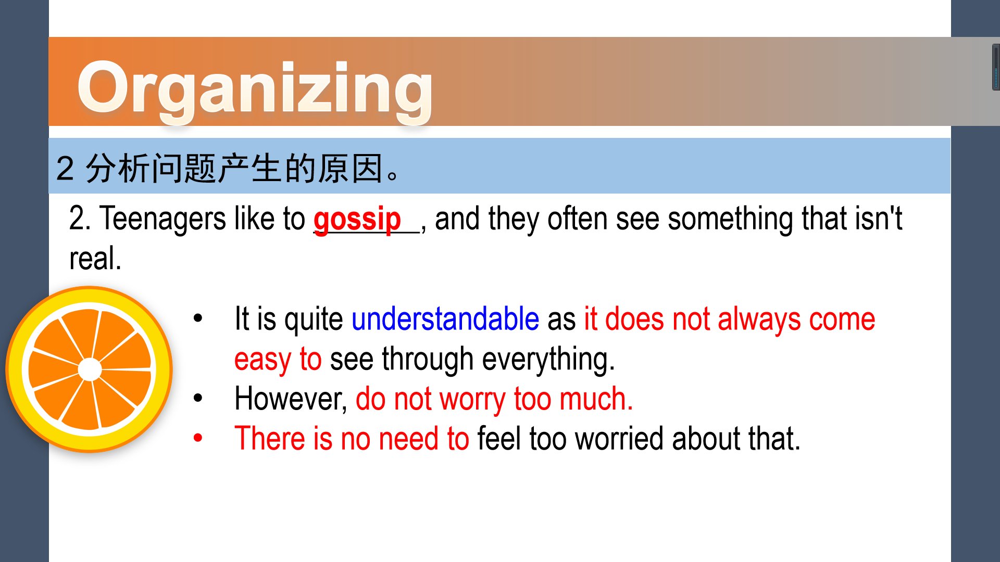 Organizing
2 分析问题产生的原因。
2. Teenagers like to gossip, and they often see something that isn't
real.
• It is quite understandable as it does not always come
easy to see through everything.
• However, do not worry too much.
• There is no need to feel too worried about that.